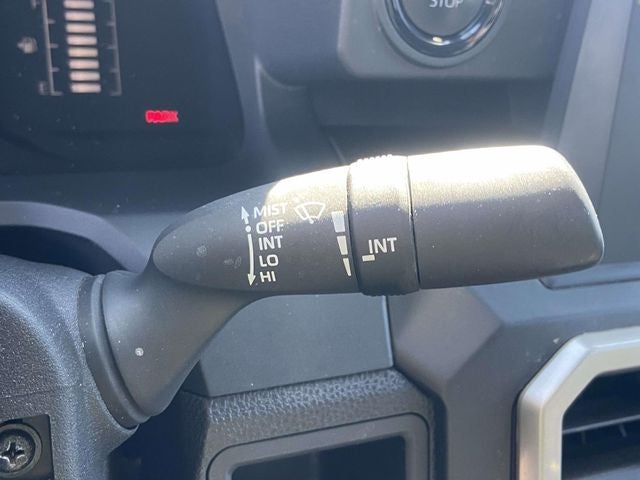 STOP
PARK
MIST
OFF
INT
LO
HI
INT